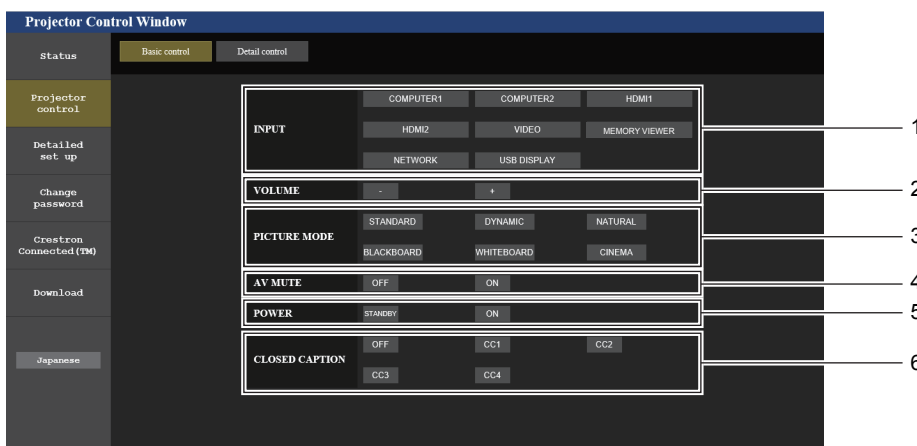 Projector Control Window
Status
Basic control
Detail control
Projector
control
Detailed
set up
Change
password
Crestron
Connected(TM)
Download
Japanese
INPUT
COMPUTER1
COMPUTER2
HDMI1
HDMI2
VIDEO
MEMORY VIEWER
NETWORK
USB DISPLAY
1
VOLUME
-
+
2
PICTURE MODE
STANDARD
DYNAMIC
NATURAL
BLACKBOARD
WHITEBOARD
CINEMA
3
AV MUTE
OFF
ON
4
POWER
STANDBY
ON
5
CLOSED CAPTION
OFF
CC1
CC2
CC3
CC4
6